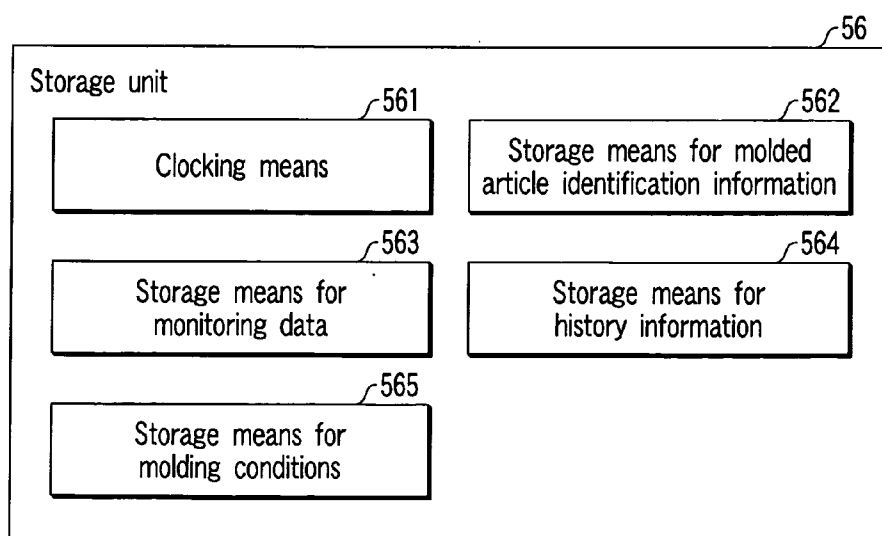 56
Storage unit
561
Clocking means
562
Storage means for molded
article identification information
563
Storage means for
monitoring data
564
Storage means for
history information
565
Storage means for
molding conditions